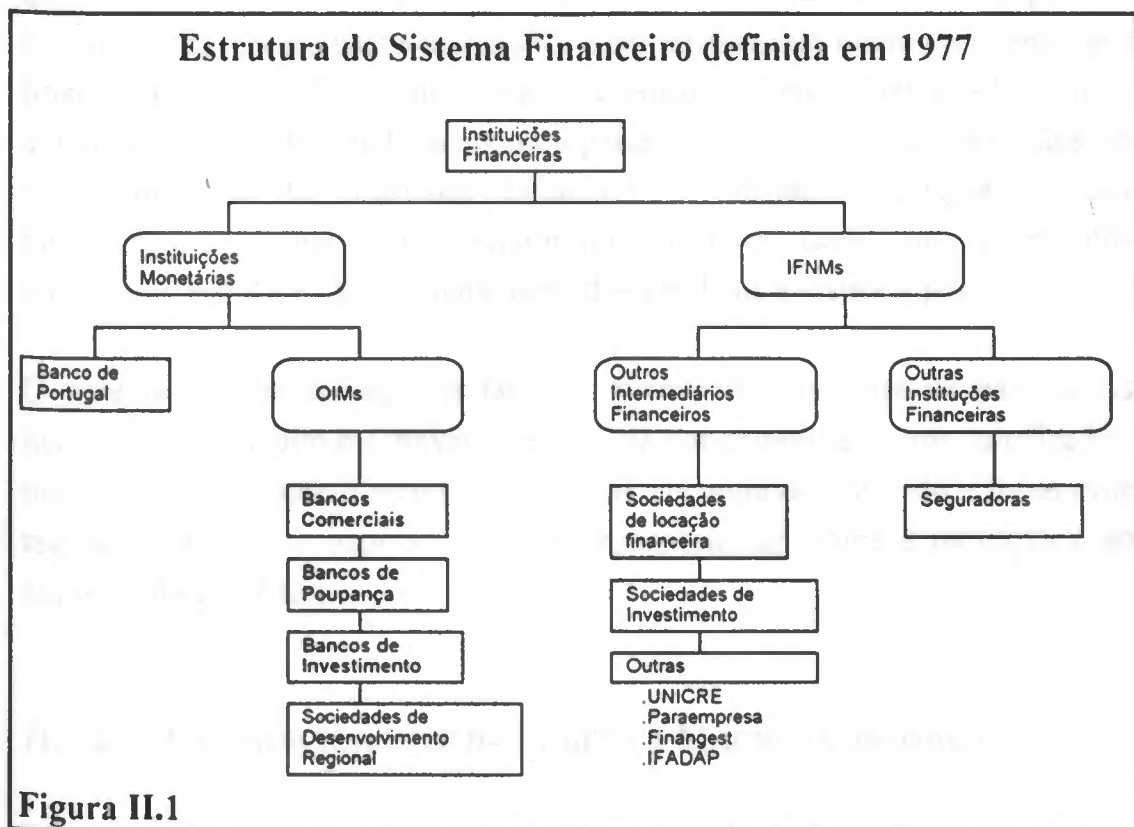 Estrutura do Sistema Financeiro definida em 1977
Instituições
Financeiras
Instituições
Monetárias
IFNMs
Banco de
Portugal
OIMs
Outros
Intermediários
Financeiros
Outras
Instituções
Financeiras
Bancos
Comerciais
Bancos de
Poupança
Bancos de
Investimento
Sociedades de
Desenvolvimento
Regional
Sociedades
de locação
financeira
Sociedades de
Investimento
Outras
.UNICRE
.Paraempresa
.Finangest
.IFADAP
Seguradoras
Figura II.1